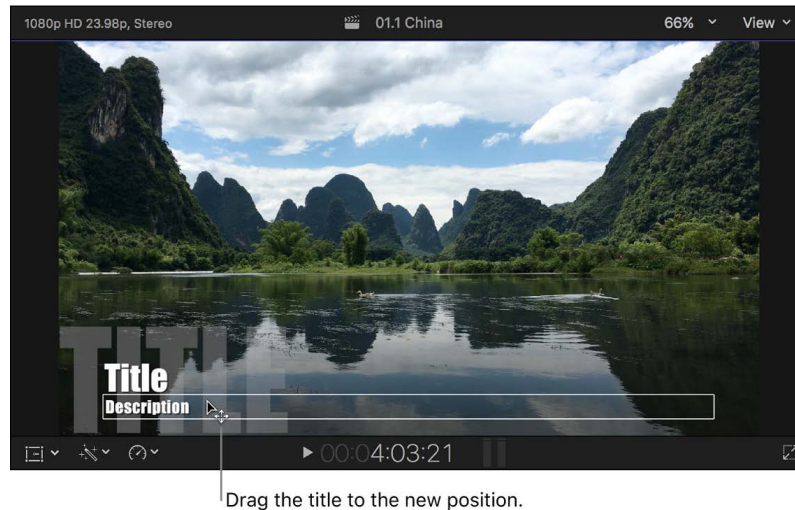 1080p HD 23.98p, Stereo
01.1 China
66%
View
TITLE
Title
Description
00:04:03:21
Drag the title to the new position.